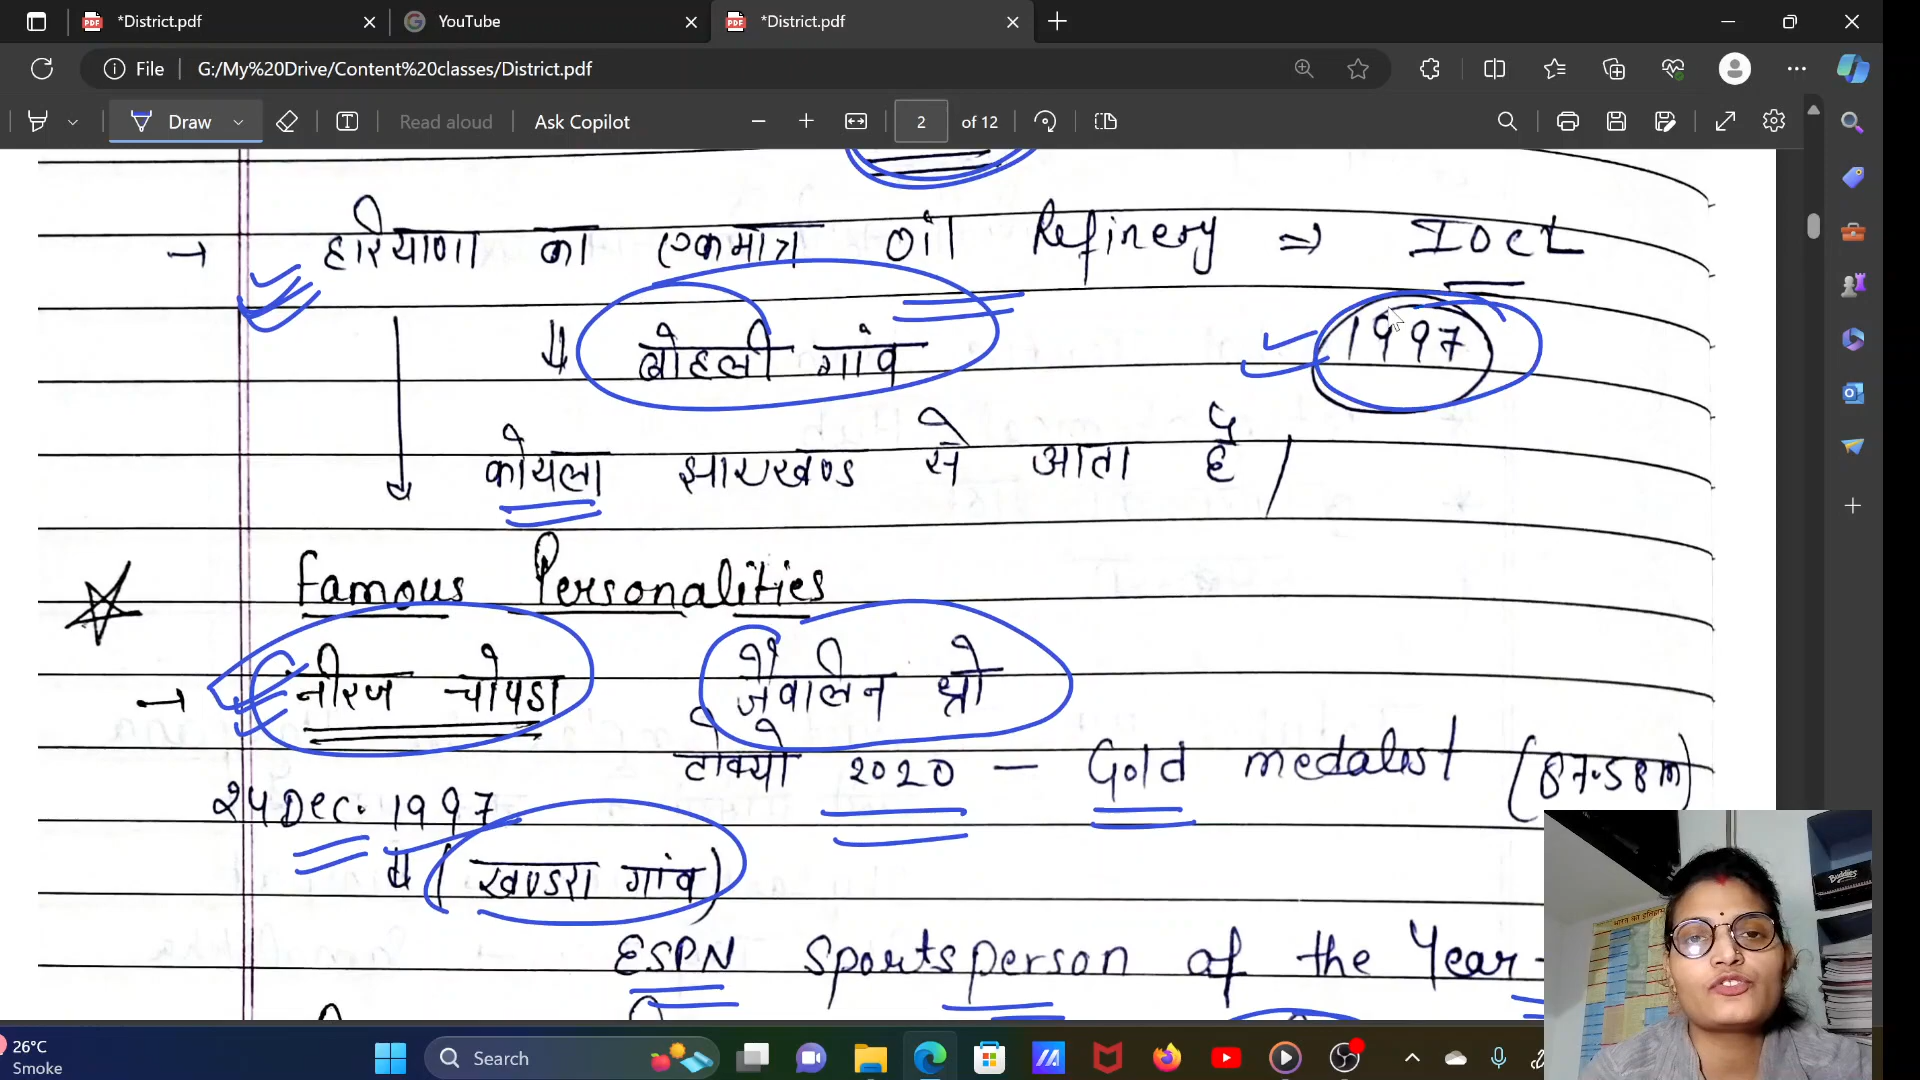 *District.pdf
YouTube
*District.pdf
File
G:/My%20Drive/Content%20classes/District.pdf
Draw
Read aloud
Ask Copilot
2
of 12
→ हरियाणा का एकमात्र oil Refinery ⇒ IOCL
↓ बोहली गांव 1997
कोयला झारखण्ड से आता है /
Famous Personalities
→ नीरज चोपडा जैवलिन थ्रो
टोक्यो 2020 — Gold medalist (87.58m)
24 Dec. 1997
↓ (खण्डरा गांव)
ESPN Sportsperson of the Year -
26°C
Smoke
Search